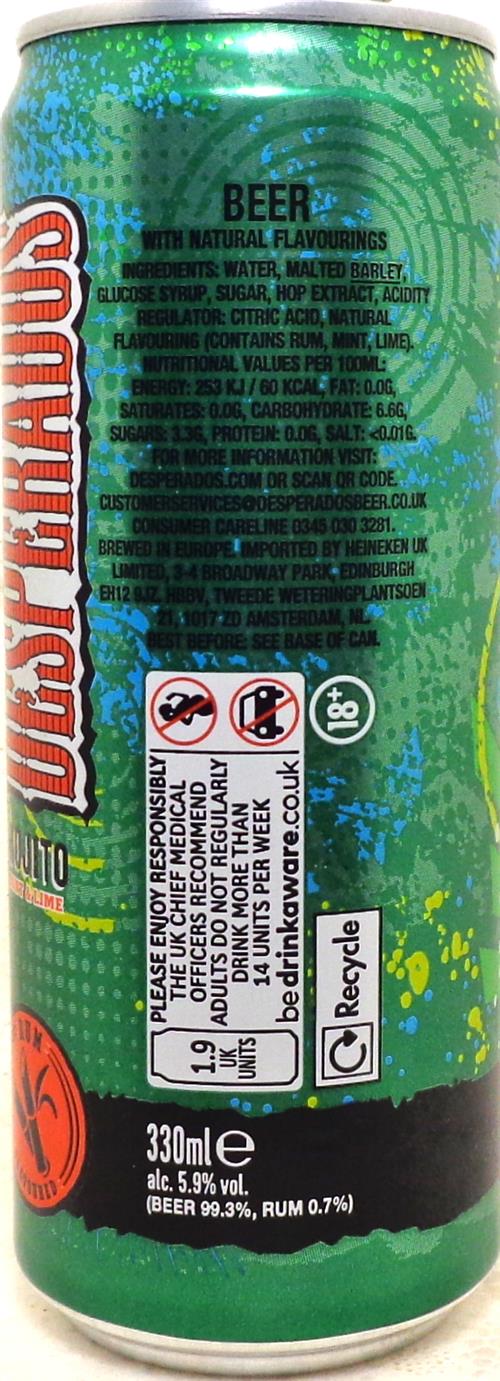 BEER
WITH NATURAL FLAVOURINGS
INGREDIENTS: WATER, MALTED BARLEY,
GLUCOSE SYRUP, SUGAR, HOP EXTRACT, ACIDITY
REGULATOR: CITRIC ACID, NATURAL
FLAVOURING (CONTAINS RUM, MINT, LIME).
NUTRITIONAL VALUES PER 100ML:
ENERGY: 253 KJ / 60 KCAL, FAT: 0.0G,
SATURATES: 0.0G, CARBOHYDRATE: 6.6G,
SUGARS: 3.3G, PROTEIN: 0.0G, SALT: <0.01G.
FOR MORE INFORMATION VISIT:
DESPERADOS.COM OR SCAN QR CODE.
CUSTOMERSERVICES@DESPERADOSBEER.CO.UK
CONSUMER CARELINE 0345 030 3281.
BREWED IN EUROPE. IMPORTED BY HEINEKEN UK
LIMITED, 3-4 BROADWAY PARK, EDINBURGH
EH12 9JZ. HBBV, TWEEDE WETERINGPLANTSOEN
21, 1017 ZD AMSTERDAM, NL.
BEST BEFORE: SEE BASE OF CAN.
DESPERADOS
18+
PLEASE ENJOY RESPONSIBLY
THE UK CHIEF MEDICAL
OFFICERS RECOMMEND
ADULTS DO NOT REGULARLY
DRINK MORE THAN
14 UNITS PER WEEK
bedrinkaware.co.uk
1.9
UK
UNITS
Recycle
& LIME
RUM
330ml e
alc. 5.9% vol.
(BEER 99.3%, RUM 0.7%)